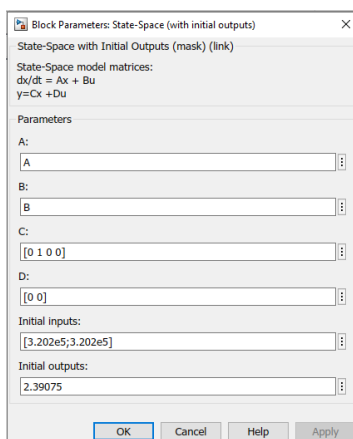 Block Parameters: State-Space (with initial outputs)
State-Space with Initial Outputs (mask) (link)
State-Space model matrices:
dx/dt = Ax + Bu
y=Cx +Du
Parameters
A:
A
B:
B
C:
[0 1 0 0]
D:
[0 0]
Initial inputs:
[3.202e5;3.202e5]
Initial outputs:
2.39075
OK Cancel Help Apply